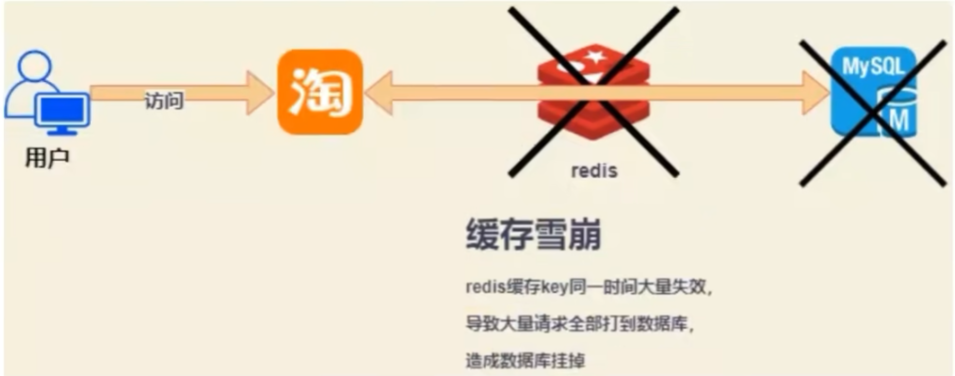 淘
MySQL
M
访问
用户
redis
缓存雪崩
redis缓存key同一时间大量失效，
导致大量请求全部打到数据库，
造成数据库挂掉